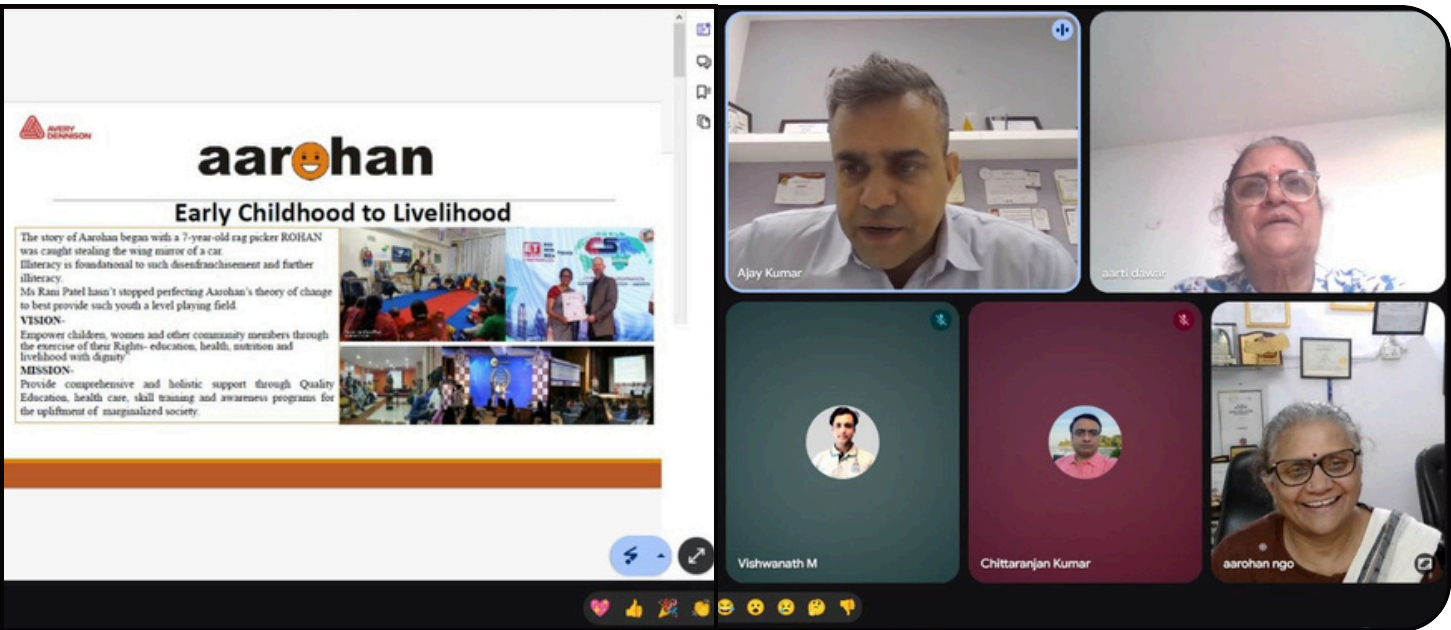 AVERY
DENNISON
aarohan
Early Childhood to Livelihood
The story of Aarohan began with a 7-year-old rag picker ROHAN
was caught stealing the wing mirror of a car.
Illiteracy is foundational to such disenfranchisement and further
illiteracy.
Ms Rani Patel hasn't stopped perfecting Aarohan's theory of change
to best provide such youth a level playing field.
VISION-
Empower children, women and other community members through
the exercise of their Rights- education, health, nutrition and
livelihood with dignity"
MISSION-
Provide comprehensive and holistic support through Quality
Education, health care, skill training and awareness programs for
the upliftment of marginalized society.
ET
CSR
Ajay Kumar
aarti dawar
Vishwanath M
Chittaranjan Kumar
aarohan ngo